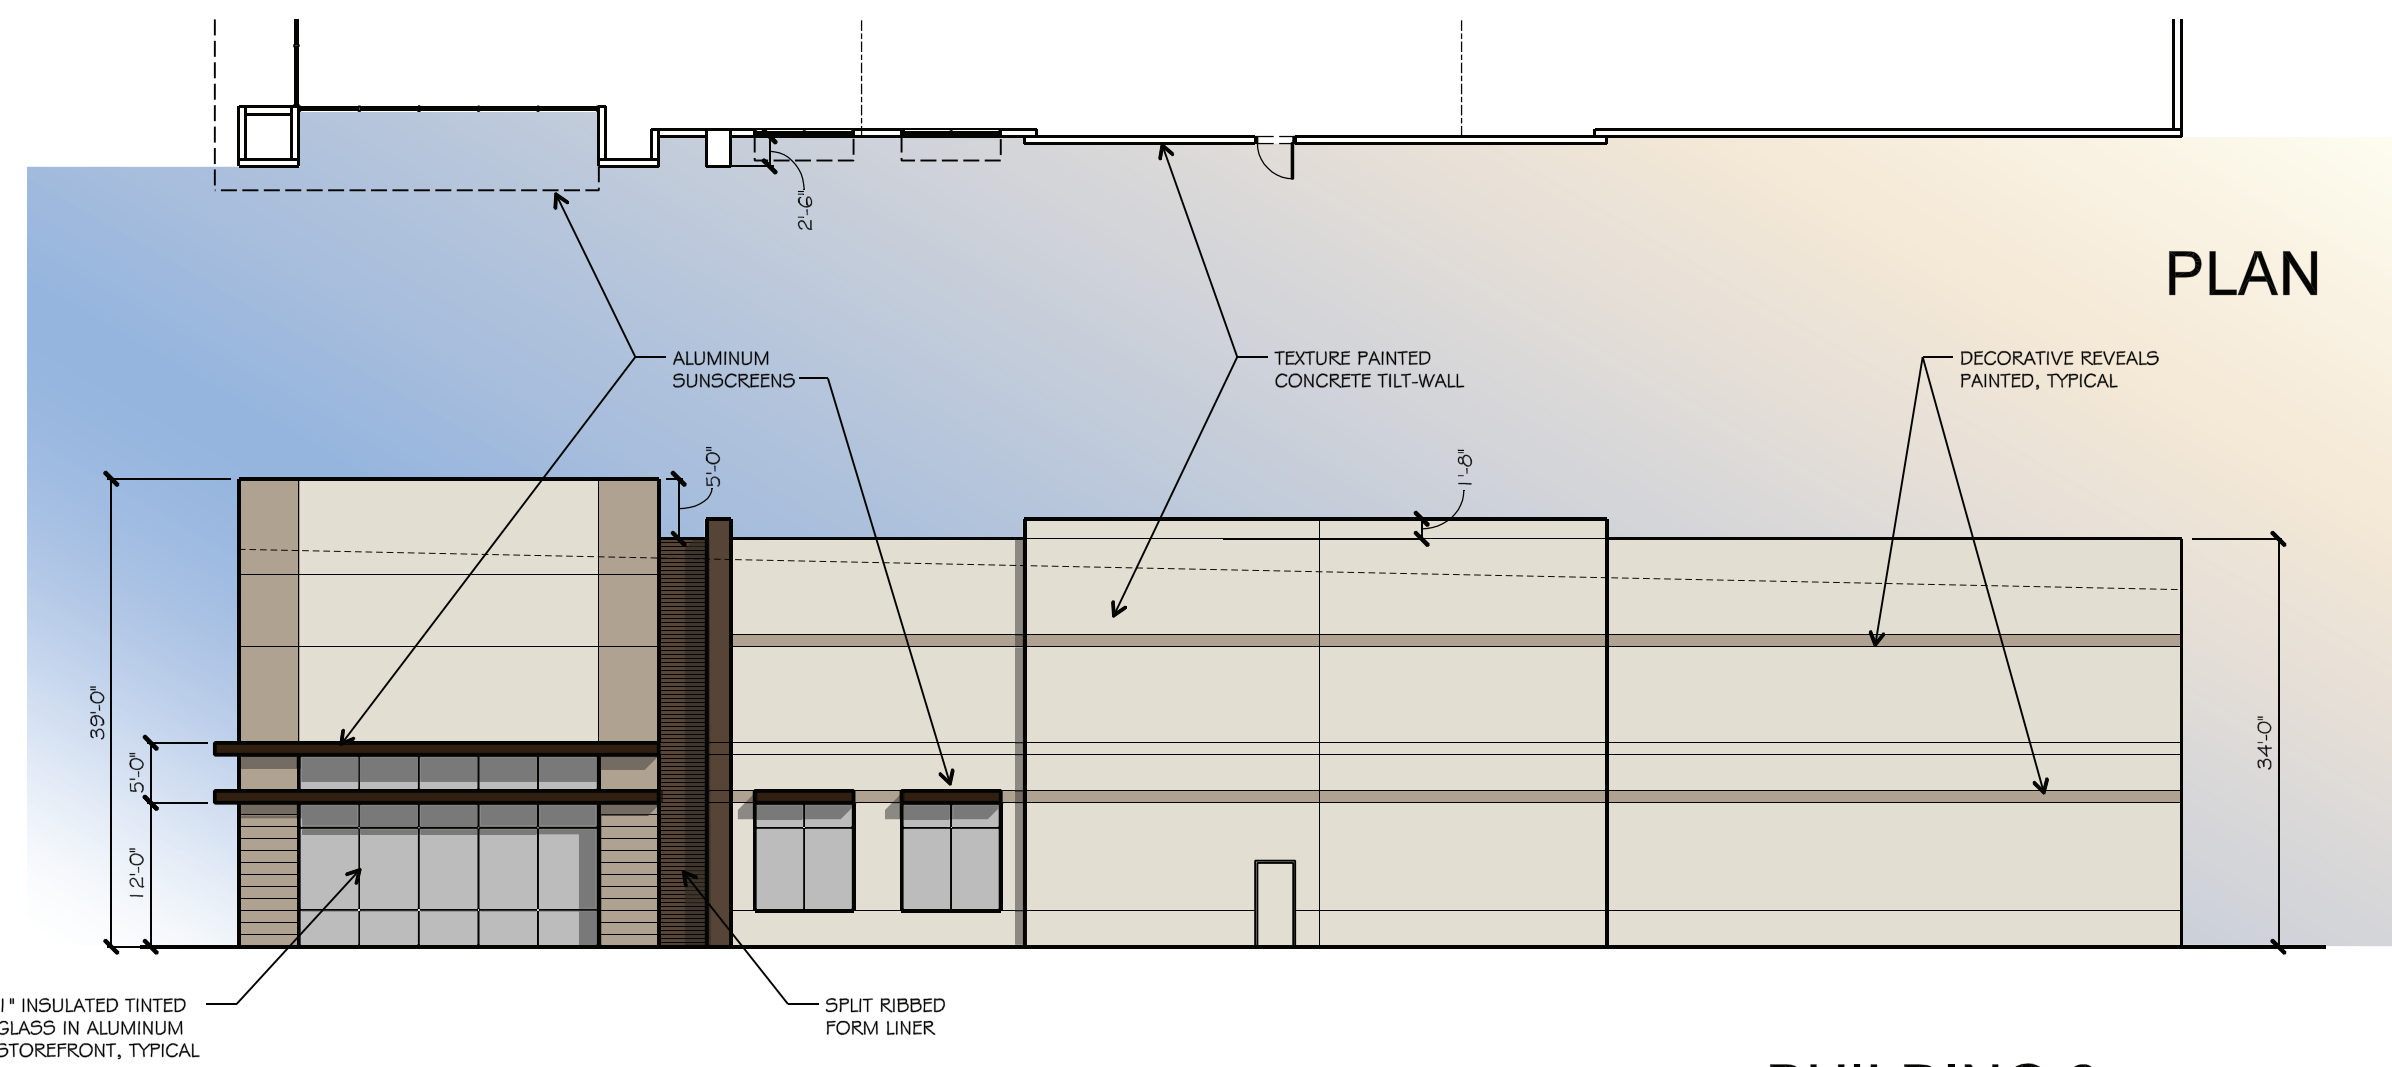 2'-6"
PLAN
ALUMINUM
SUNSCREENS
TEXTURE PAINTED
CONCRETE TILT-WALL
DECORATIVE REVEALS
PAINTED, TYPICAL
5'-0"
1'-8"
39'-0"
5'-0"
12'-0"
34'-0"
1" INSULATED TINTED
GLASS IN ALUMINUM
STOREFRONT, TYPICAL
SPLIT RIBBED
FORM LINER